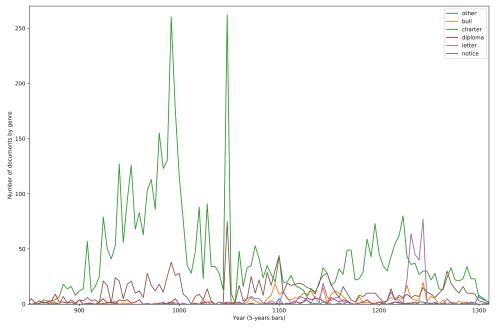 other
bull
charter
diploma
letter
notice
Number of documents by genre
250
200
150
100
50
0
900
1000
1100
1200
1300
Year (5-years bars)